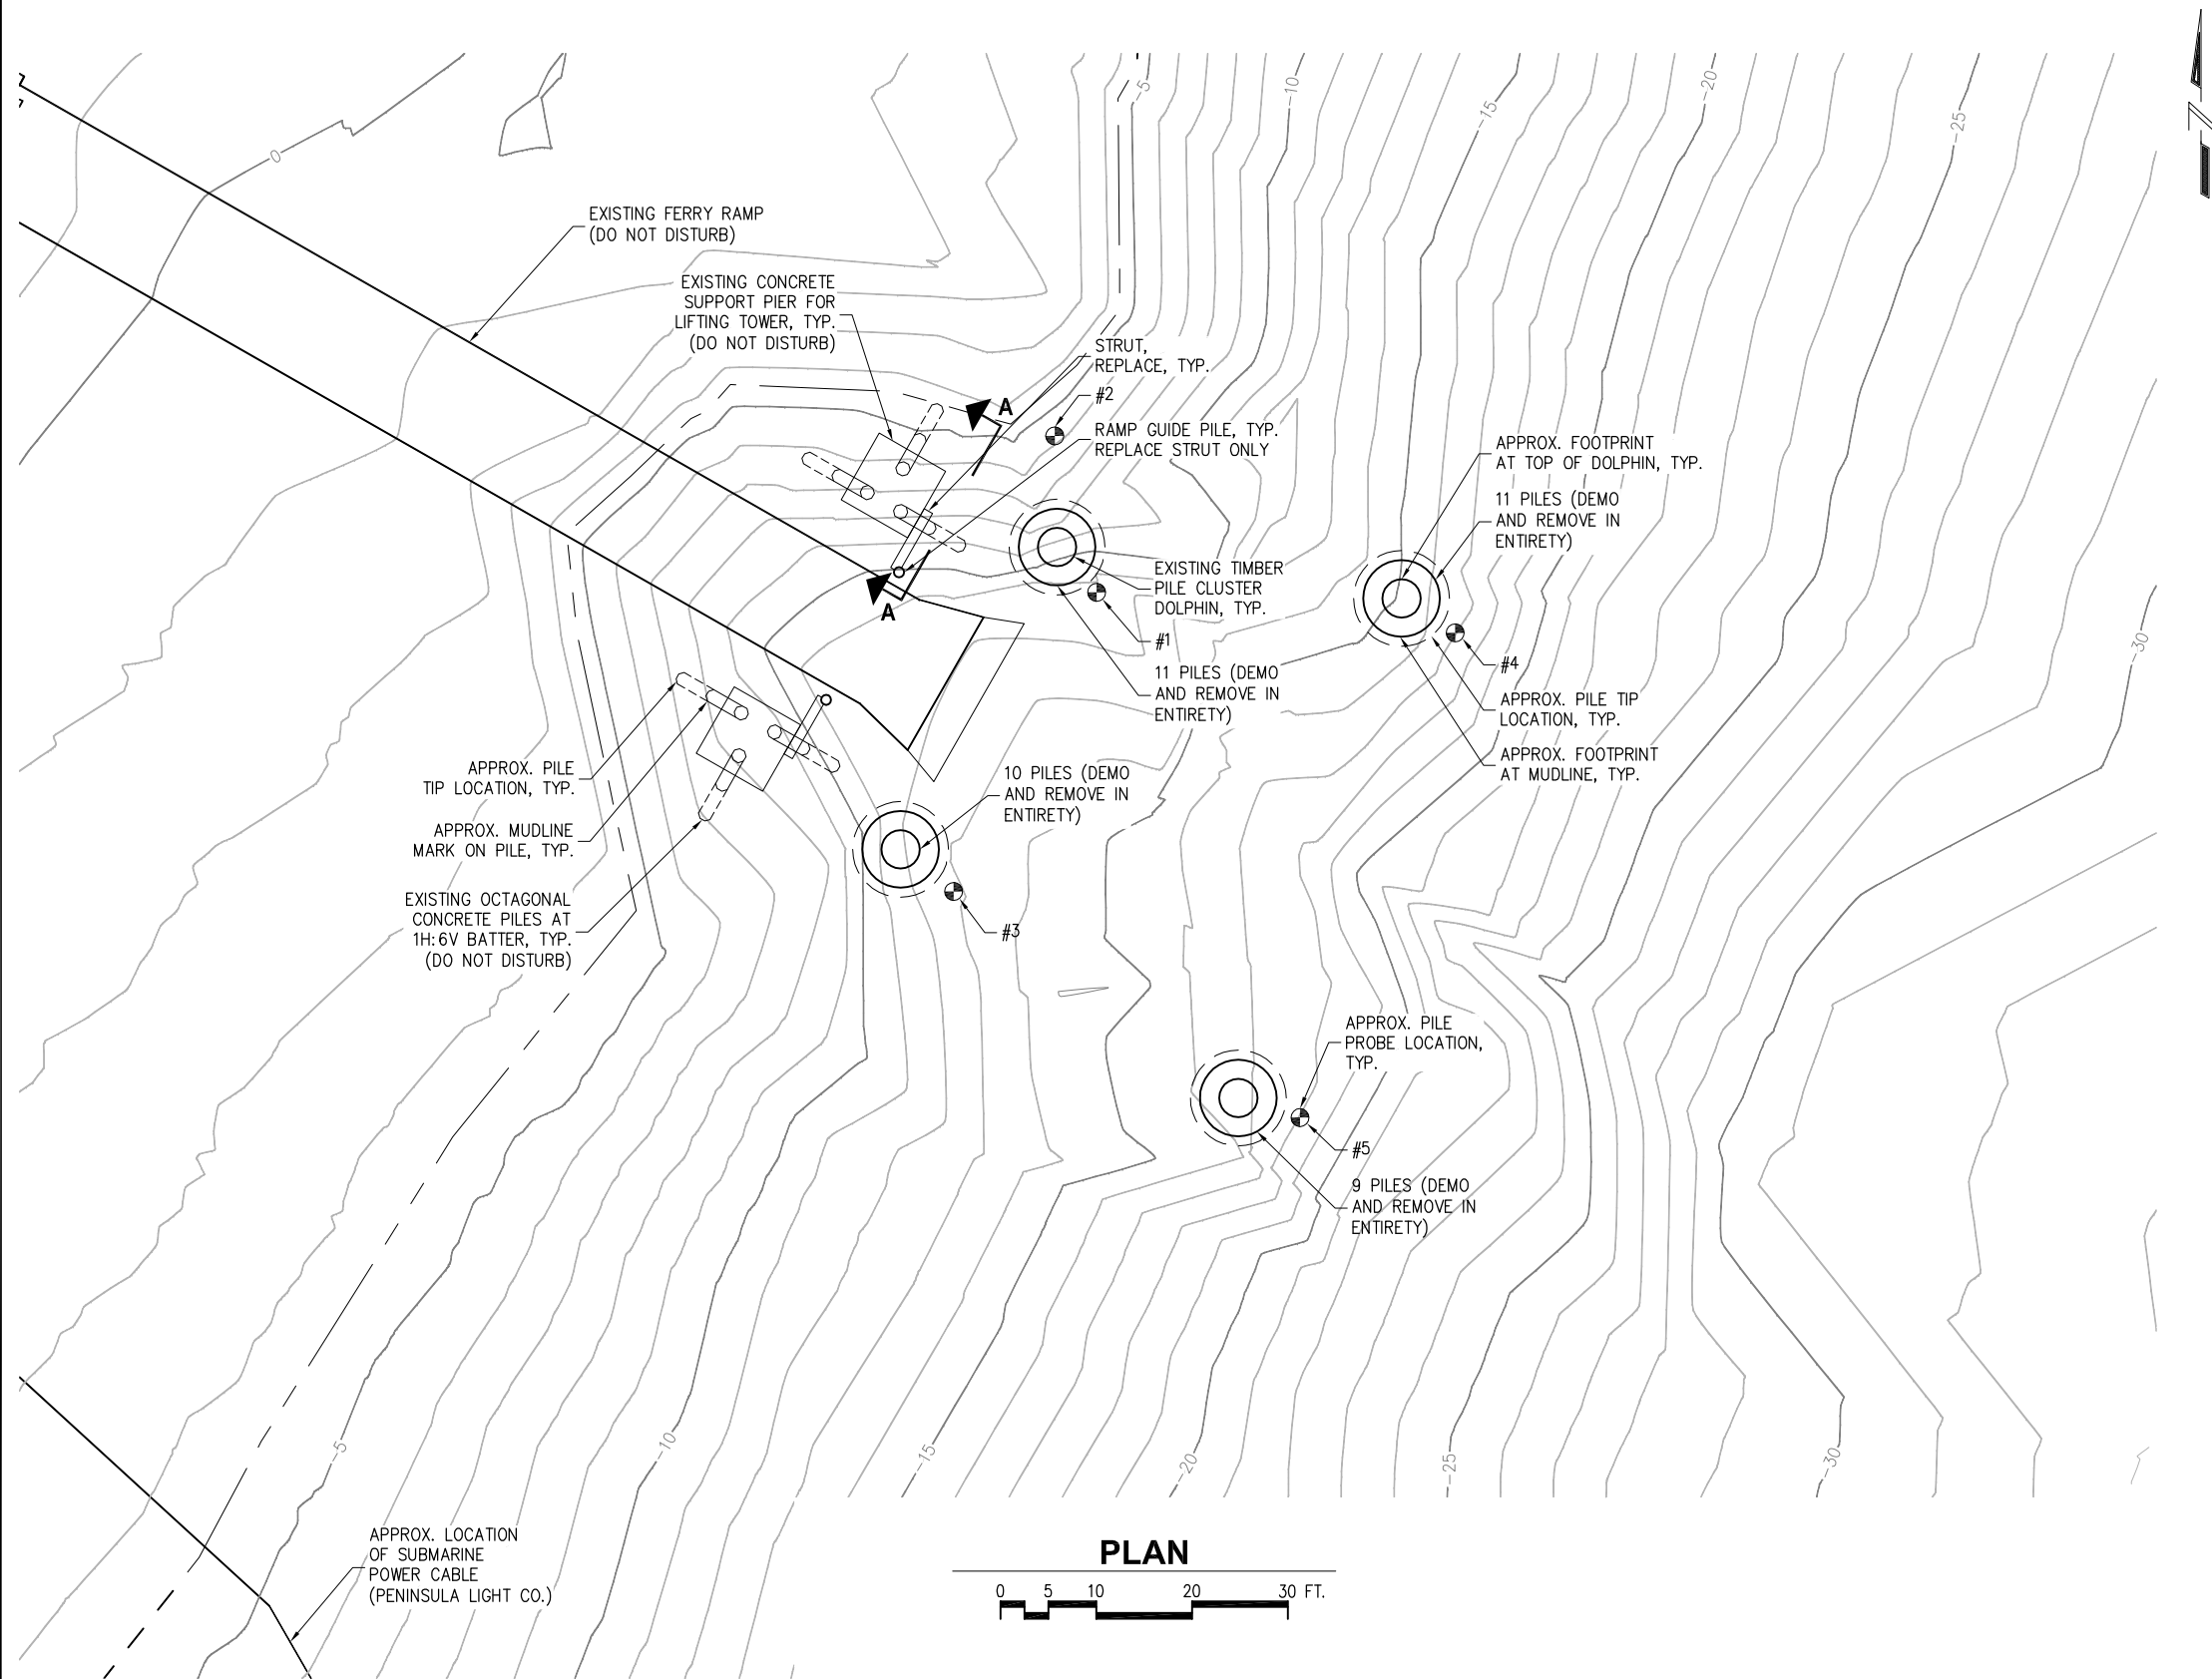 -5
-10
-15
-20
-25
0
EXISTING FERRY RAMP
(DO NOT DISTURB)
EXISTING CONCRETE
SUPPORT PIER FOR
LIFTING TOWER, TYP.
(DO NOT DISTURB)
STRUT,
REPLACE, TYP.
#2
A
RAMP GUIDE PILE, TYP.
REPLACE STRUT ONLY
APPROX. FOOTPRINT
AT TOP OF DOLPHIN, TYP.
11 PILES (DEMO
AND REMOVE IN
ENTIRETY)
EXISTING TIMBER
PILE CLUSTER
DOLPHIN, TYP.
A
#1
-30
#4
11 PILES (DEMO
AND REMOVE IN
ENTIRETY)
APPROX. PILE TIP
LOCATION, TYP.
APPROX. FOOTPRINT
AT MUDLINE, TYP.
APPROX. PILE
TIP LOCATION, TYP.
10 PILES (DEMO
AND REMOVE IN
ENTIRETY)
APPROX. MUDLINE
MARK ON PILE, TYP.
EXISTING OCTAGONAL
CONCRETE PILES AT
1H:6V BATTER, TYP.
(DO NOT DISTURB)
#3
APPROX. PILE
PROBE LOCATION,
TYP.
#5
9 PILES (DEMO
AND REMOVE IN
ENTIRETY)
-5
-10
-15
-20
-25
-30
APPROX. LOCATION
OF SUBMARINE
POWER CABLE
(PENINSULA LIGHT CO.)
PLAN
0 5 10 20 30 FT.